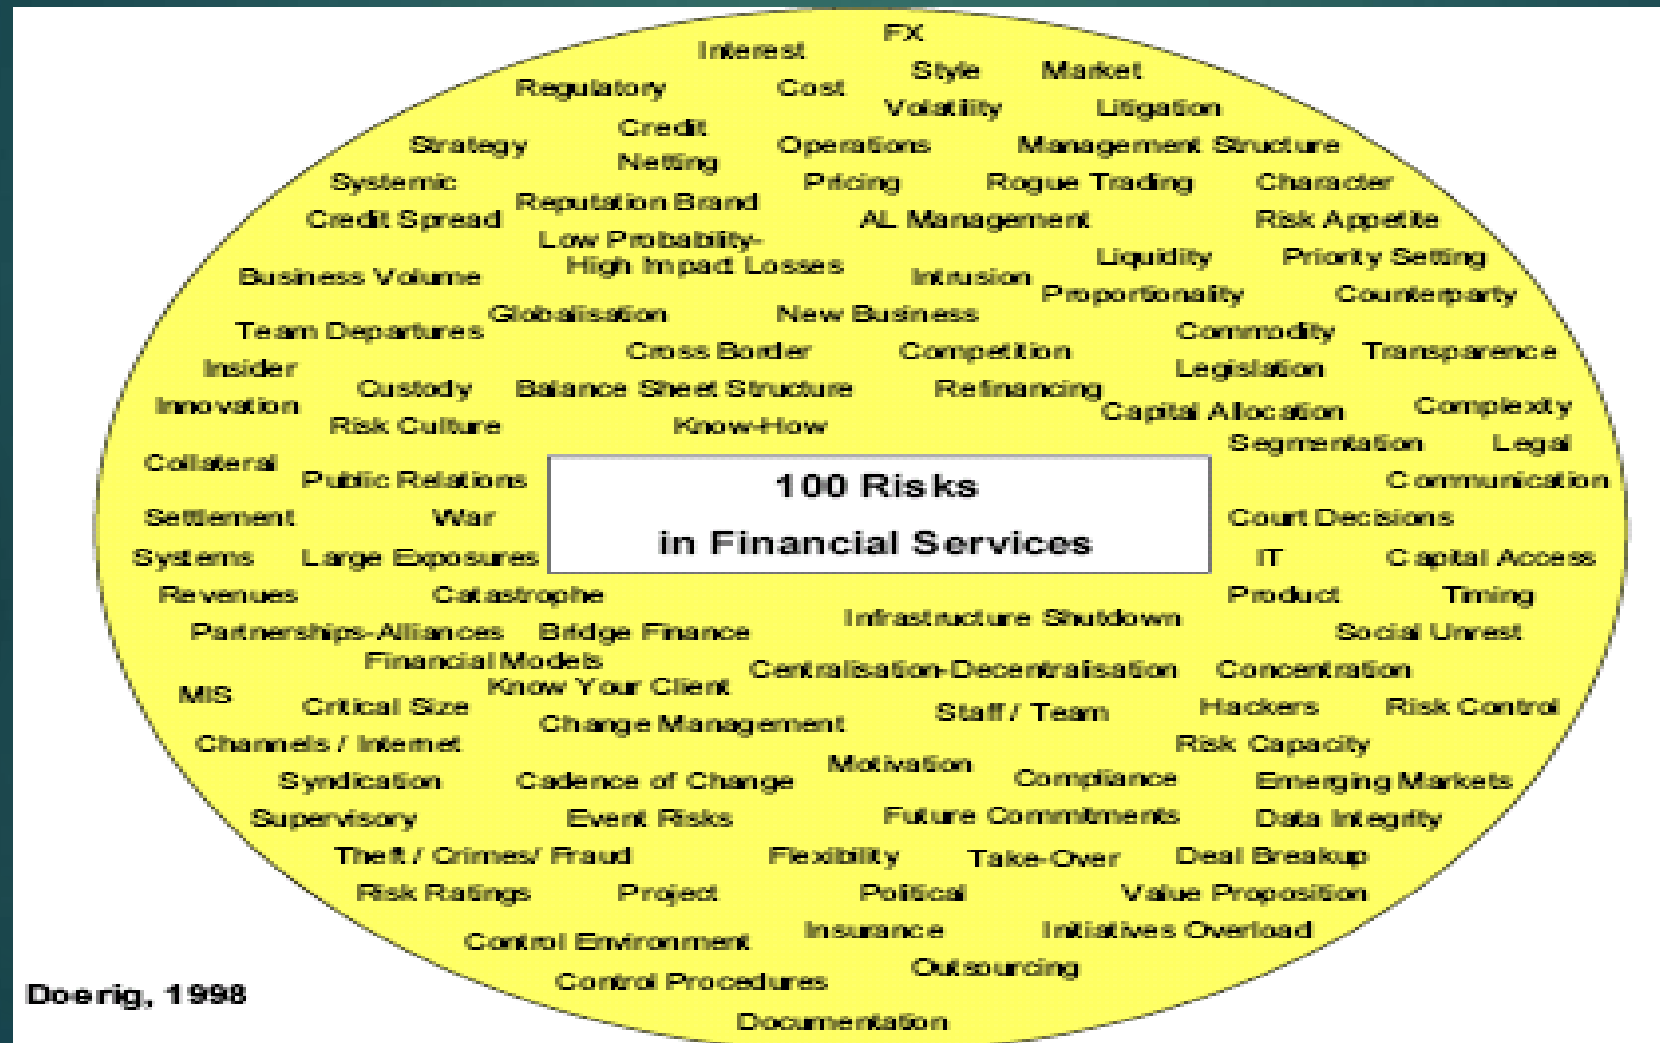 FX
Interest
Style Market
Regulatory Cost
Volatility Litigation
Credit
Strategy Operations Management Structure
Netting
Systemic Pricing Rogue Trading Character
Reputation Brand
Credit Spread AL Management Risk Appetite
Low Probability-
High Impact Losses
Liquidity Priority Setting
Business Volume Intrusion
Proportionality Counterparty
Globalisation New Business
Team Departures Commodity
Cross Border Competition Transparence
Insider Legislation
Custody Balance Sheet Structure Refinancing
Innovation Capital Allocation Complexity
Risk Culture Know-How
Segmentation Legal
Collateral
Public Relations Communication
100 Risks
in Financial Services
Settlement War Court Decisions
Systems Large Exposures IT Capital Access
Revenues Catastrophe Product Timing
Infrastructure Shutdown
Partnerships-Alliances Bridge Finance Social Unrest
Financial Models Centralisation-Decentralisation Concentration
Know Your Client
MIS
Critical Size Staff / Team Hackers Risk Control
Change Management
Channels / Internet Risk Capacity
Motivation
Syndication Cadence of Change Compliance Emerging Markets
Supervisory Event Risks Future Commitments Data Integrity
Theft / Crimes/ Fraud Flexibility Take-Over Deal Breakup
Risk Ratings Project Political Value Proposition
Control Environment Insurance Initiatives Overload
Outsourcing
Control Procedures
Doerig, 1998
Documentation